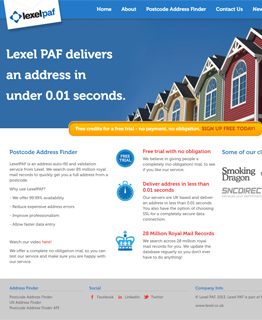 lexelpaf
Home
About
Postcode Address Finder
Contact Us
New
Lexel PAF delivers
an address in
under 0.01 seconds.
Free credits for a free trial - no payment, no obligation. SIGN UP FREE TODAY!
Postcode Address Finder
LexelPAF is an address auto-fill and validation
service from Lexel. We search over 85 million royal
mail records to quickly get you a full address from a
postcode.
Why use LexelPAF?
- We offer 99.99% availability
- Reduce expensive address errors
- Improve professionalism
- Allow faster data entry
Watch our video here!
We offer a complete no obligation trial, so you can
test our service and make sure you are happy with
our service.
FREE
TRIAL
Free trial with no obligation
We believe in giving people a
completely (no obligation) trial, to see
if you like our service.
Deliver address in less than
0.01 seconds
Our servers are UK based and deliver
an address in less than 0.01 seconds
You also have the option of choosing
SSL for a completely secure data
connection.
28 Million Royal Mail Records
We search across 28 million royal
mail records for you. We update the
database regularly so you don't ever
have to do anything!
Some of our cl
Smoking
Dragon
SNCDIREC
Address Finder
Postcode Address Finder
UK Address Finder
Postcode Address Finder API
Social
Facebook
LinkedIn
Twitter
Company Info
© Lexel PAF, 2013. Lexel PAF is part of t
www.lexel.co.uk